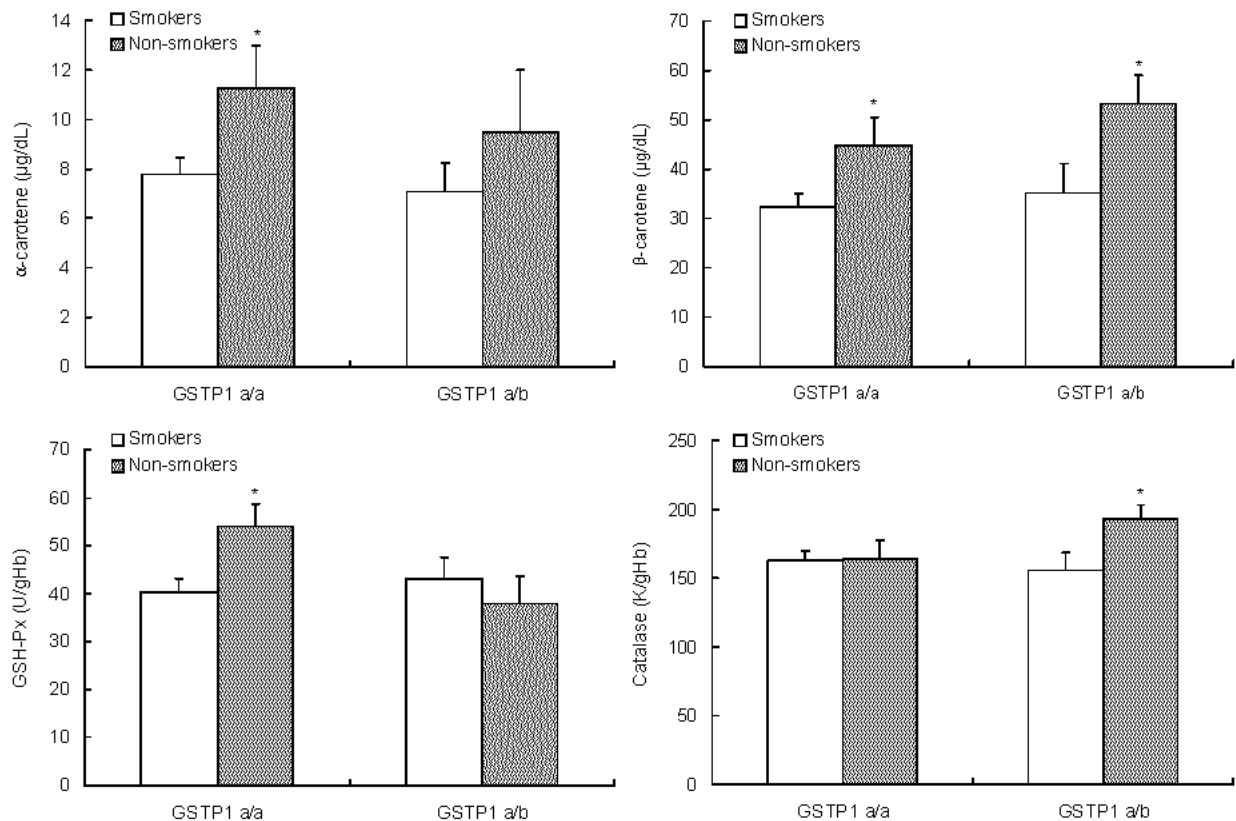 14
12
10
8
6
4
2
0
α-carotene (µg/dL)
Smokers
Non-smokers
*
GSTP1 a/a
GSTP1 a/b
70
60
50
40
30
20
10
0
β-carotene (µg/dL)
Smokers
Non-smokers
*
*
GSTP1 a/a
GSTP1 a/b
70
60
50
40
30
20
10
0
GSH-Px (U/gHb)
Smokers
Non-smokers
*
GSTP1 a/a
GSTP1 a/b
250
200
150
100
50
0
Catalase (K/gHb)
Smokers
Non-smokers
*
GSTP1 a/a
GSTP1 a/b